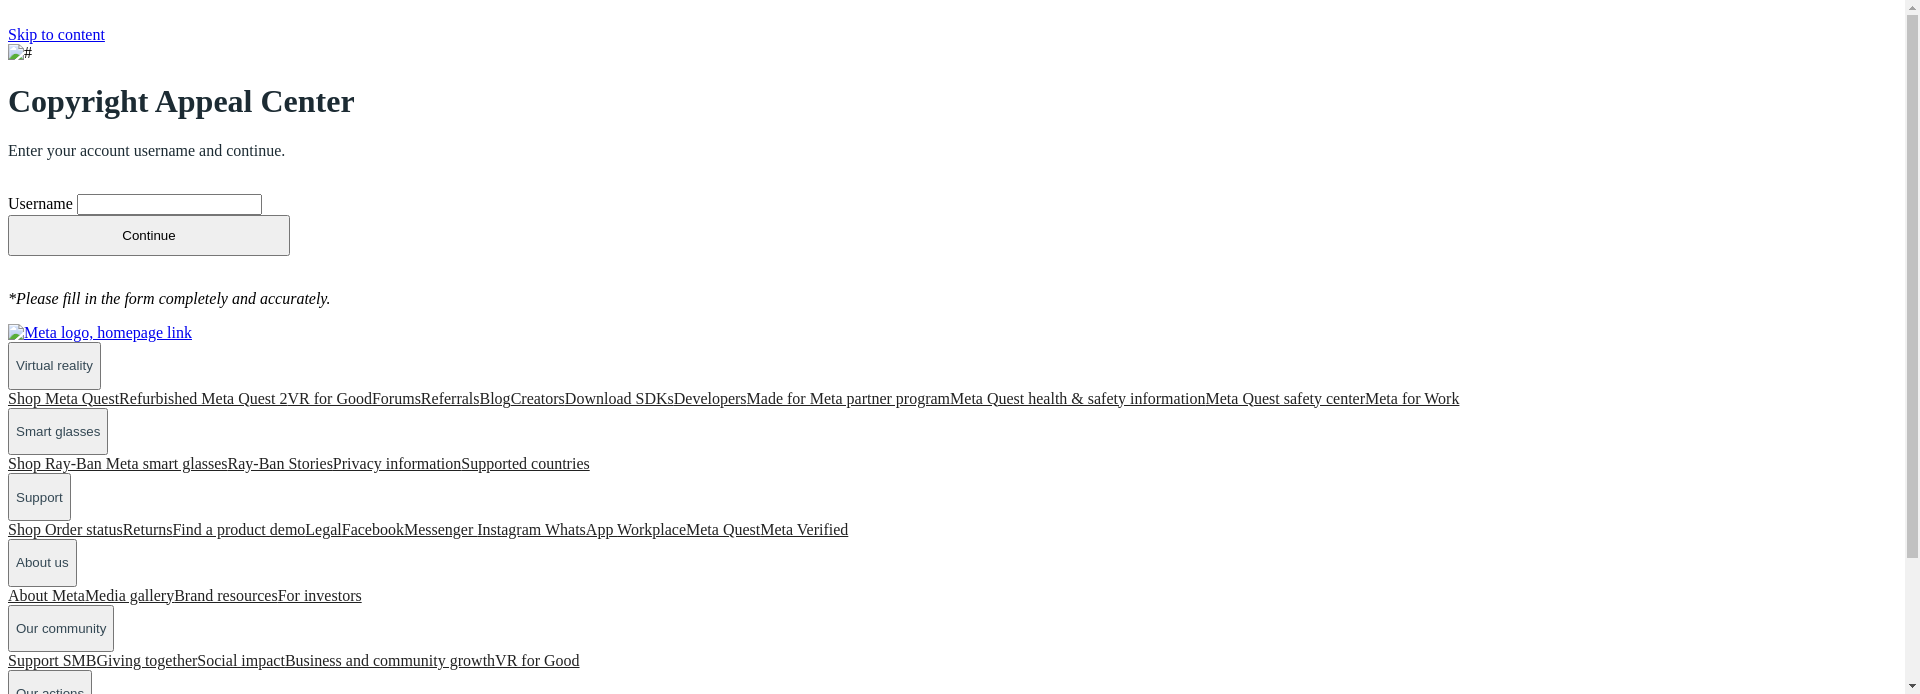 Skip to content
#
Copyright Appeal Center
Enter your account username and continue.
Username
Continue
*Please fill in the form completely and accurately.
Meta logo, homepage link
Virtual reality
Shop Meta QuestRefurbished Meta Quest 2VR for GoodForumsReferralsBlogCreatorsDownload SDKsDevelopersMade for Meta partner programMeta Quest health & safety informationMeta Quest safety centerMeta for Work
Smart glasses
Shop Ray-Ban Meta smart glassesRay-Ban StoriesPrivacy informationSupported countries
Support
Shop Order statusReturnsFind a product demoLegalFacebookMessenger Instagram WhatsApp WorkplaceMeta QuestMeta Verified
About us
About MetaMedia galleryBrand resourcesFor investors
Our community
Support SMBGiving togetherSocial impactBusiness and community growthVR for Good
Our actions